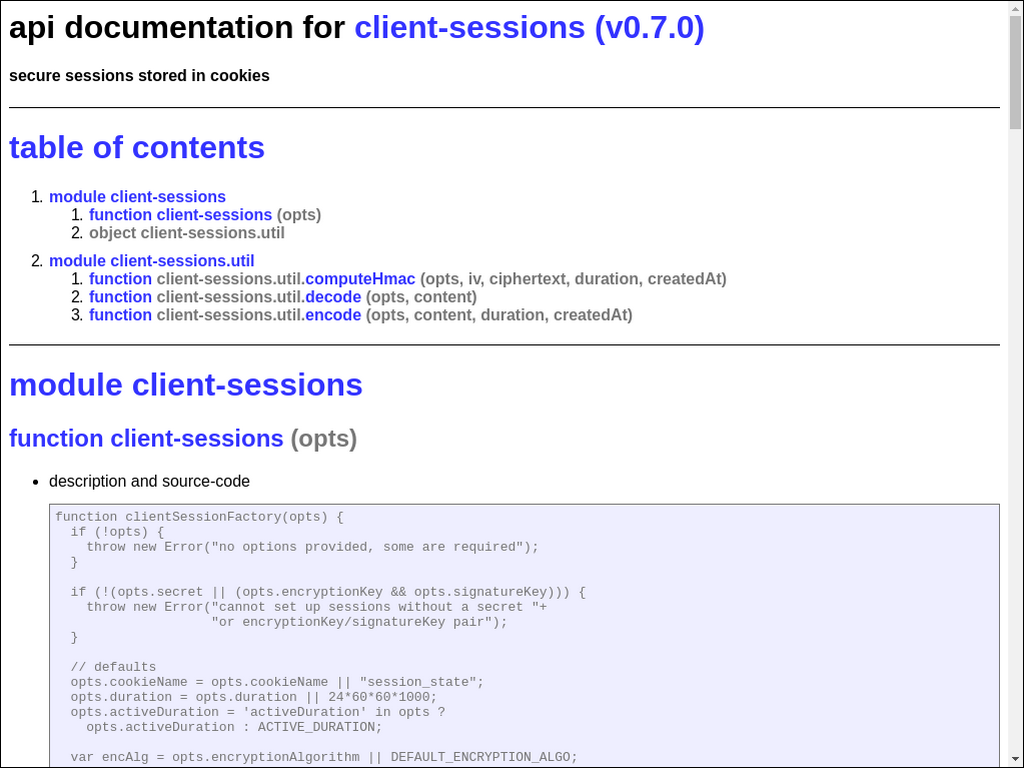 api documentation for client-sessions (v0.7.0)
secure sessions stored in cookies
table of contents
1. module client-sessions
1. function client-sessions (opts)
2. object client-sessions.util
2. module client-sessions.util
1. function client-sessions.util.computeHmac (opts, iv, ciphertext, duration, createdAt)
2. function client-sessions.util.decode (opts, content)
3. function client-sessions.util.encode (opts, content, duration, createdAt)
module client-sessions
function client-sessions (opts)
• description and source-code
function clientSessionFactory(opts) {
  if (!opts) {
    throw new Error("no options provided, some are required");
  }
  if (!(opts.secret || (opts.encryptionKey && opts.signatureKey))) {
    throw new Error("cannot set up sessions without a secret "+
                    "or encryptionKey/signatureKey pair");
  }
  // defaults
  opts.cookieName = opts.cookieName || "session_state";
  opts.duration = opts.duration || 24*60*60*1000;
  opts.activeDuration = 'activeDuration' in opts ?
    opts.activeDuration : ACTIVE_DURATION;
  var encAlg = opts.encryptionAlgorithm || DEFAULT_ENCRYPTION_ALGO;